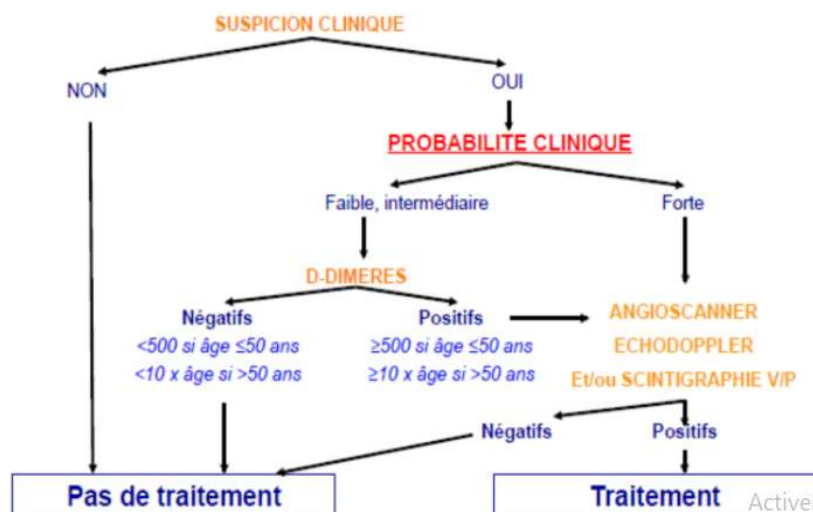 SUSPICION CLINIQUE
NON
OUI
PROBABILITE CLINIQUE
Faible, intermédiaire
Forte
D-DIMERES
Négatifs
Positifs
<500 si âge ≤50 ans
≥500 si âge ≤50 ans
<10 x âge si >50 ans
≥10 x âge si >50 ans
ANGIOSCANNER
ECHODOPPLER
Et/ou SCINTIGRAPHIE V/P
Négatifs
Positifs
Pas de traitement
Traitement